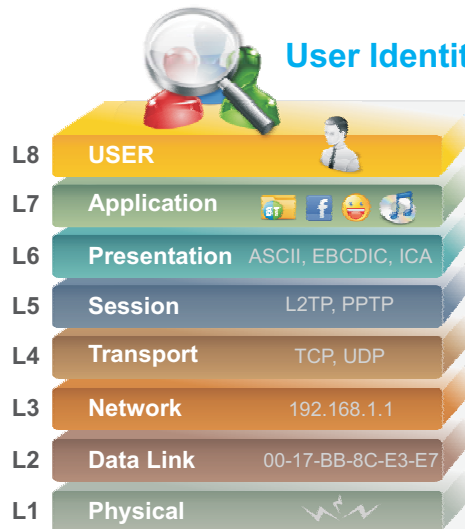 User Identit
L8 USER
L7 Application BT f
L6 Presentation ASCII, EBCDIC, ICA
L5 Session L2TP, PPTP
L4 Transport TCP, UDP
L3 Network 192.168.1.1
L2 Data Link 00-17-BB-8C-E3-E7
L1 Physical